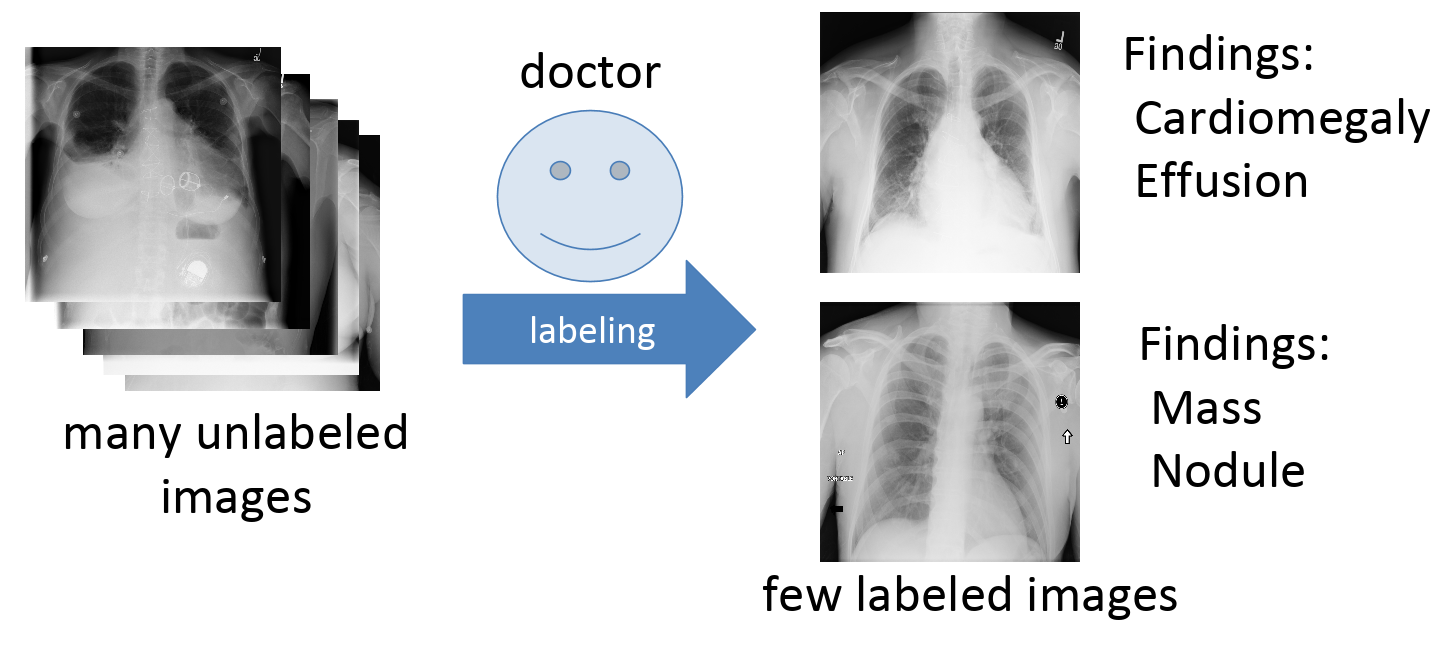 many unlabeled
images
doctor
labeling
Findings:
Cardiomegaly
Effusion
Findings:
Mass
Nodule
few labeled images